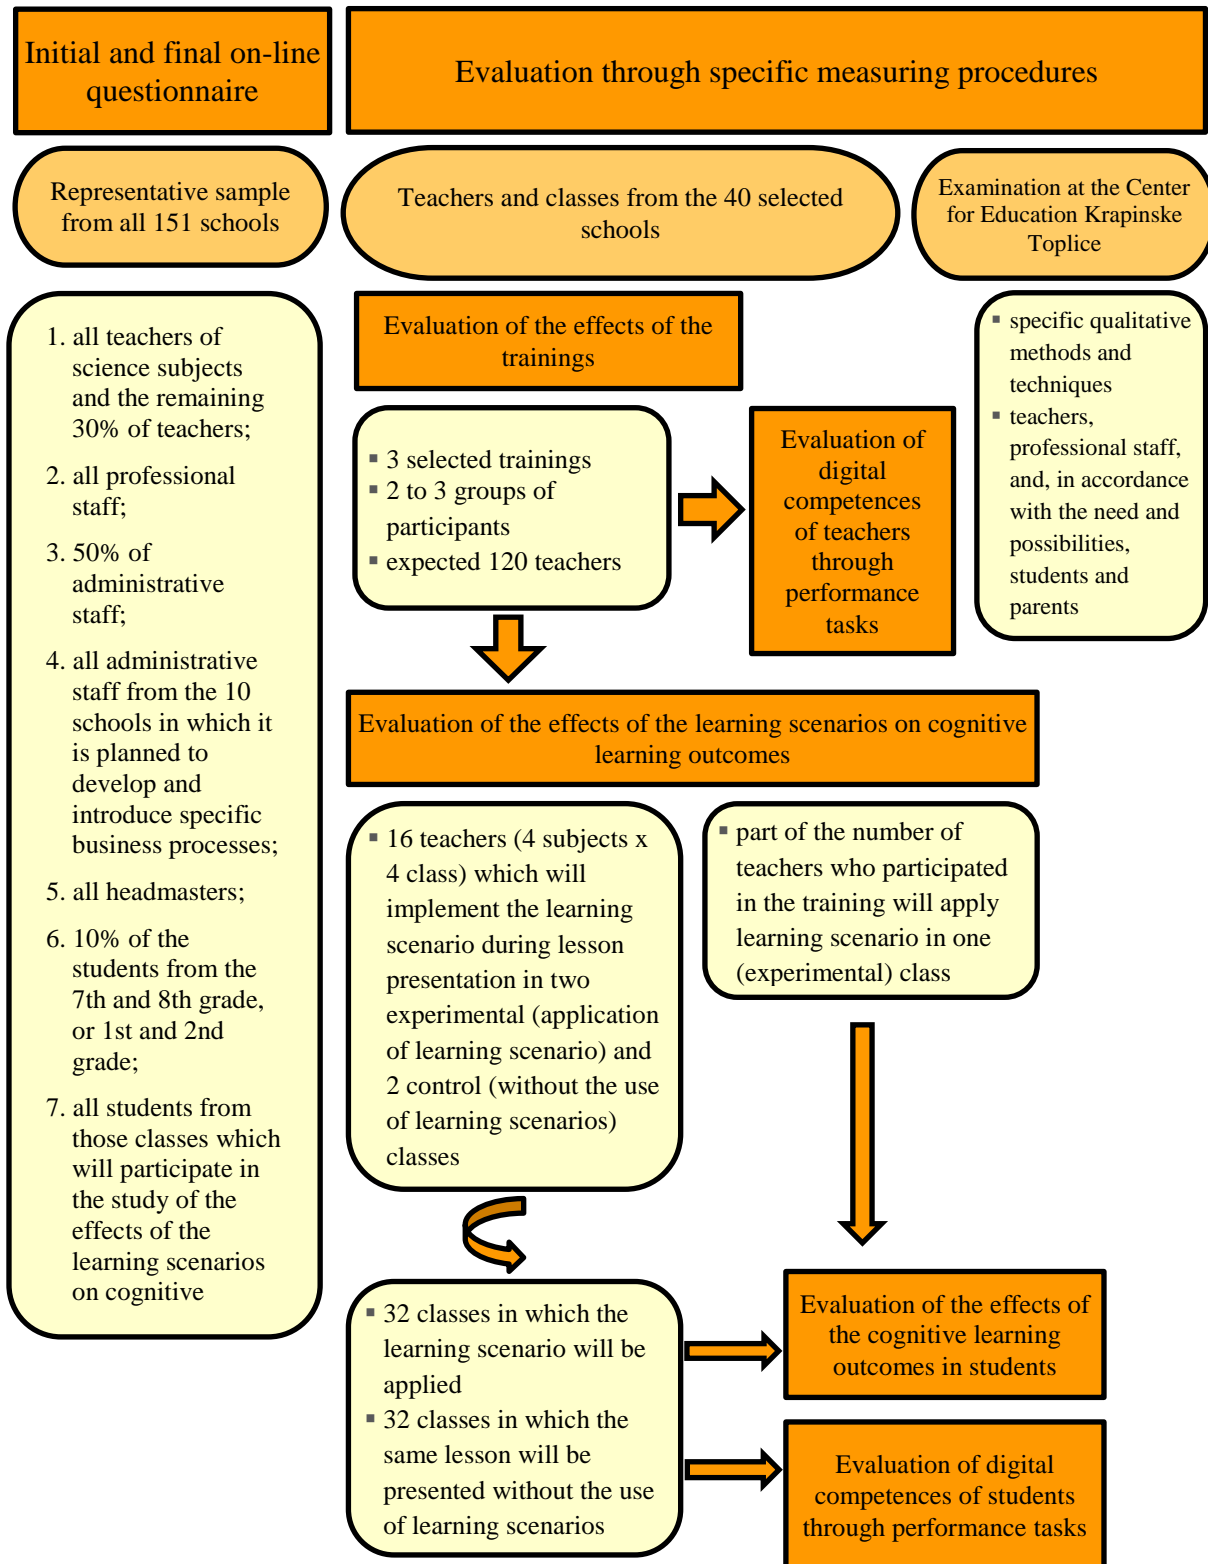 Initial and final on-line
questionnaire
Evaluation through specific measuring procedures
Representative sample
from all 151 schools
Teachers and classes from the 40 selected
schools
Examination at the Center
for Education Krapinske
Toplice
1. all teachers of
science subjects
and the remaining
30% of teachers;
2. all professional
staff;
3. 50% of
administrative
staff;
4. all administrative
staff from the 10
schools in which it
is planned to
develop and
introduce specific
business processes;
5. all headmasters;
6. 10% of the
students from the
7th and 8th grade,
or 1st and 2nd
grade;
7. all students from
those classes which
will participate in
the study of the
effects of the
learning scenarios
on cognitive
Evaluation of the effects of the
trainings
▪ 3 selected trainings
▪ 2 to 3 groups of
participants
▪ expected 120 teachers
Evaluation of
digital
competences
of teachers
through
performance
tasks
▪ specific qualitative
methods and
techniques
▪ teachers,
professional staff,
and, in accordance
with the need and
possibilities,
students and
parents
Evaluation of the effects of the learning scenarios on cognitive
learning outcomes
▪ 16 teachers (4 subjects x
4 class) which will
implement the learning
scenario during lesson
presentation in two
experimental (application
of learning scenario) and
2 control (without the use
of learning scenarios)
classes
▪ part of the number of
teachers who participated
in the training will apply
learning scenario in one
(experimental) class
▪ 32 classes in which the
learning scenario will be
applied
▪ 32 classes in which the
same lesson will be
presented without the use
of learning scenarios
Evaluation of the effects of
the cognitive learning
outcomes in students
Evaluation of digital
competences of students
through performance tasks